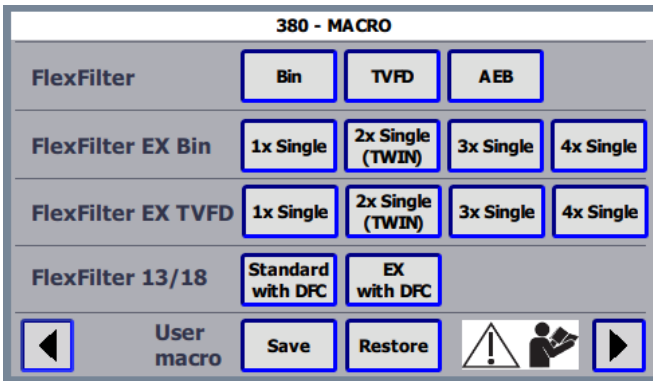 380 - MACRO
FlexFilter Bin TVFD AEB
FlexFilter EX Bin 1x Single 2x Single (TWIN) 3x Single 4x Single
FlexFilter EX TVFD 1x Single 2x Single (TWIN) 3x Single 4x Single
FlexFilter 13/18 Standard with DFC EX with DFC
User macro Save Restore